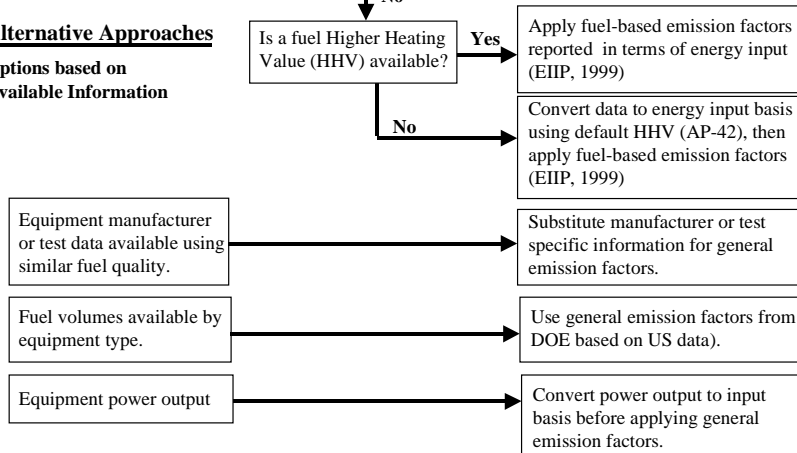 No
lternative Approaches
ptions based on
vailable Information
Is a fuel Higher Heating
Value (HHV) available?
Yes
Apply fuel-based emission factors
reported in terms of energy input
(EIIP, 1999)
No
Convert data to energy input basis
using default HHV (AP-42), then
apply fuel-based emission factors
(EIIP, 1999)
Equipment manufacturer
or test data available using
similar fuel quality.
Substitute manufacturer or test
specific information for general
emission factors.
Fuel volumes available by
equipment type.
Use general emission factors from
DOE based on US data).
Equipment power output
Convert power output to input
basis before applying general
emission factors.